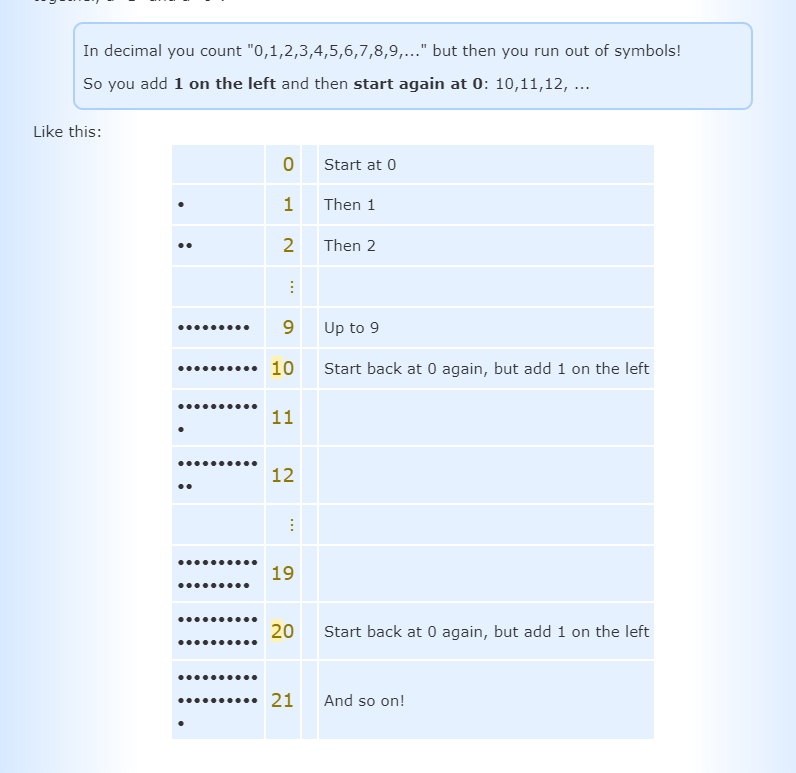 In decimal you count "0,1,2,3,4,5,6,7,8,9,..." but then you run out of symbols!
So you add 1 on the left and then start again at 0: 10,11,12, ...
Like this:
0 Start at 0
• 1 Then 1
•• 2 Then 2
⋮
••••••••• 9 Up to 9
•••••••••• 10 Start back at 0 again, but add 1 on the left
••••••••••
• 11
••••••••••
•• 12
⋮
••••••••••
••••••••• 19
••••••••••
•••••••••• 20 Start back at 0 again, but add 1 on the left
••••••••••
•••••••••• 21 And so on!
•